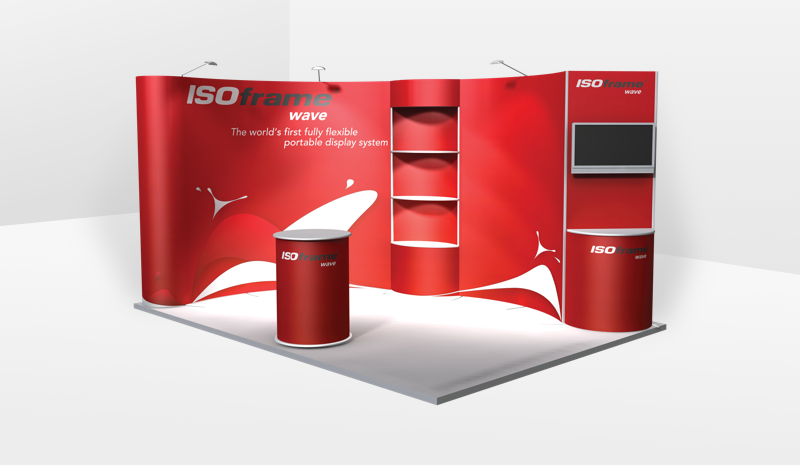 ISOframe
wave
The world's first fully flexible
portable display system
ISOframe
wave
ISOframe
wave
ISOframe
wave